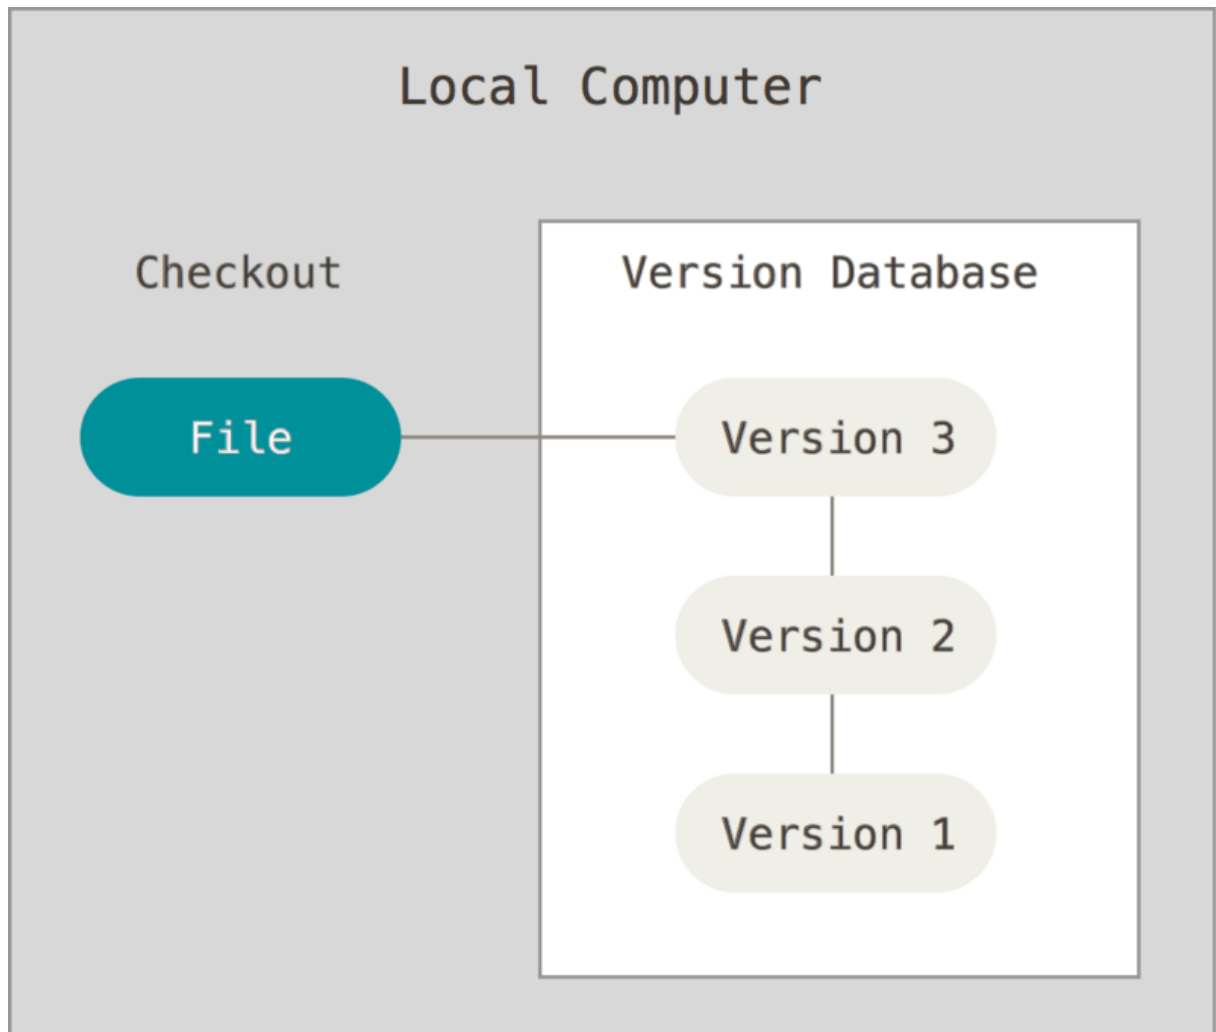 Local Computer
Checkout
Version Database
File
Version 3
Version 2
Version 1